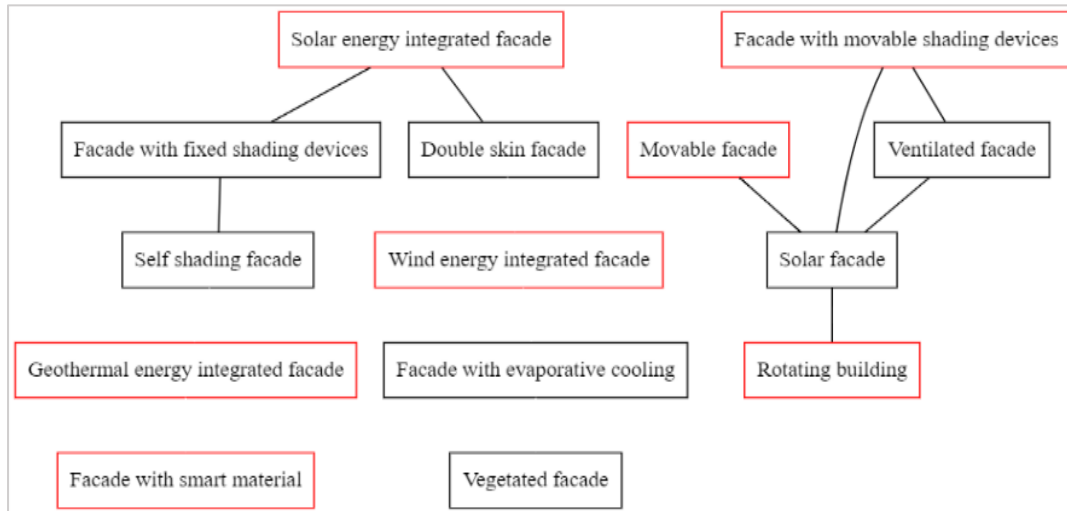 Solar energy integrated facade
Facade with movable shading devices
Facade with fixed shading devices
Double skin facade
Movable facade
Ventilated facade
Self shading facade
Wind energy integrated facade
Solar facade
Geothermal energy integrated facade
Facade with evaporative cooling
Rotating building
Facade with smart material
Vegetated facade